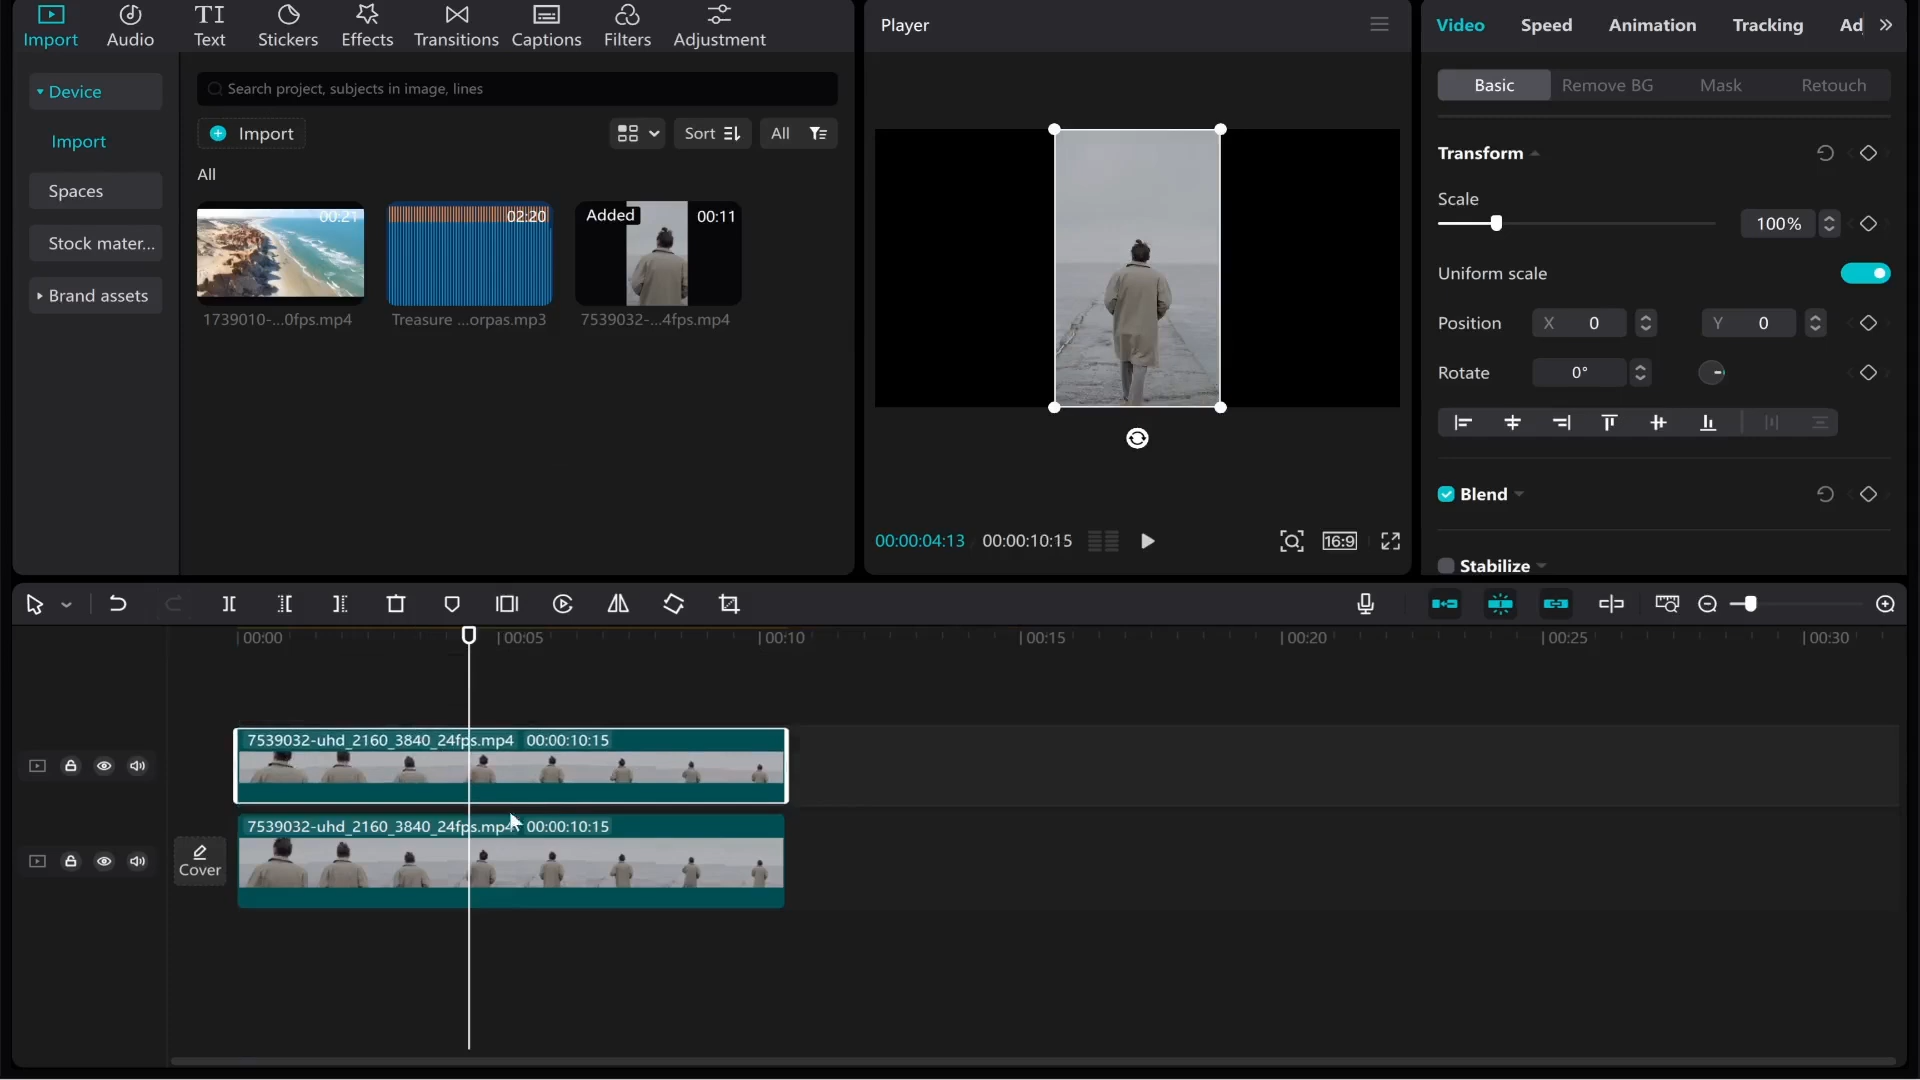 Import Audio Text Stickers Effects Transitions Captions Filters Adjustment
Device
Import
Spaces
Stock mater...
Brand assets
Search project, subjects in image, lines
Import
Sort
All
All
00:21
02:20
Added
00:11
1739010-...0fps.mp4
Treasure ...orpas.mp3
7539032-...4fps.mp4
Player
00:00:04:13
00:00:10:15
16:9
Video Speed Animation Tracking Ad
Basic Remove BG Mask Retouch
Transform
Scale
100%
Uniform scale
Position X 0 Y 0
Rotate 0°
Blend
Stabilize
00:00 00:05 00:10 00:15 00:20 00:25 00:30
7539032-uhd_2160_3840_24fps.mp4 00:00:10:15
7539032-uhd_2160_3840_24fps.mp4 00:00:10:15
Cover